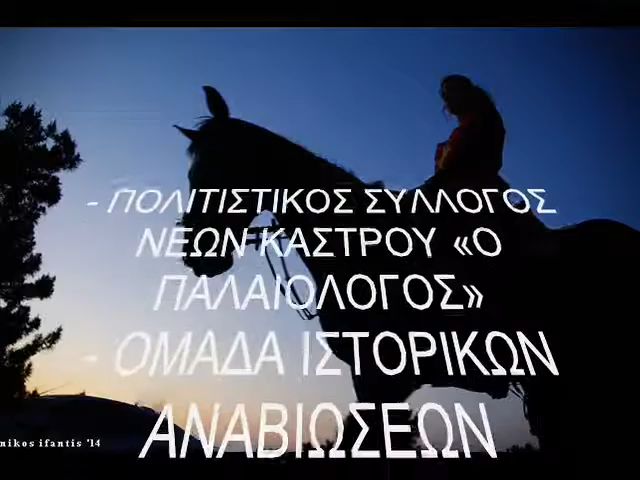 - ΠΟΛΙΤΙΣΤΙΚΟΣ ΣΥΛΛΟΓΟΣ
ΝΕΩΝ ΚΑΣΤΡΟΥ «Ο
ΠΑΛΑΙΟΛΟΓΟΣ»
- ΟΜΑΔΑ ΙΣΤΟΡΙΚΩΝ
ΑΝΑΒΙΩΣΕΩΝ
nikos ifantis '14